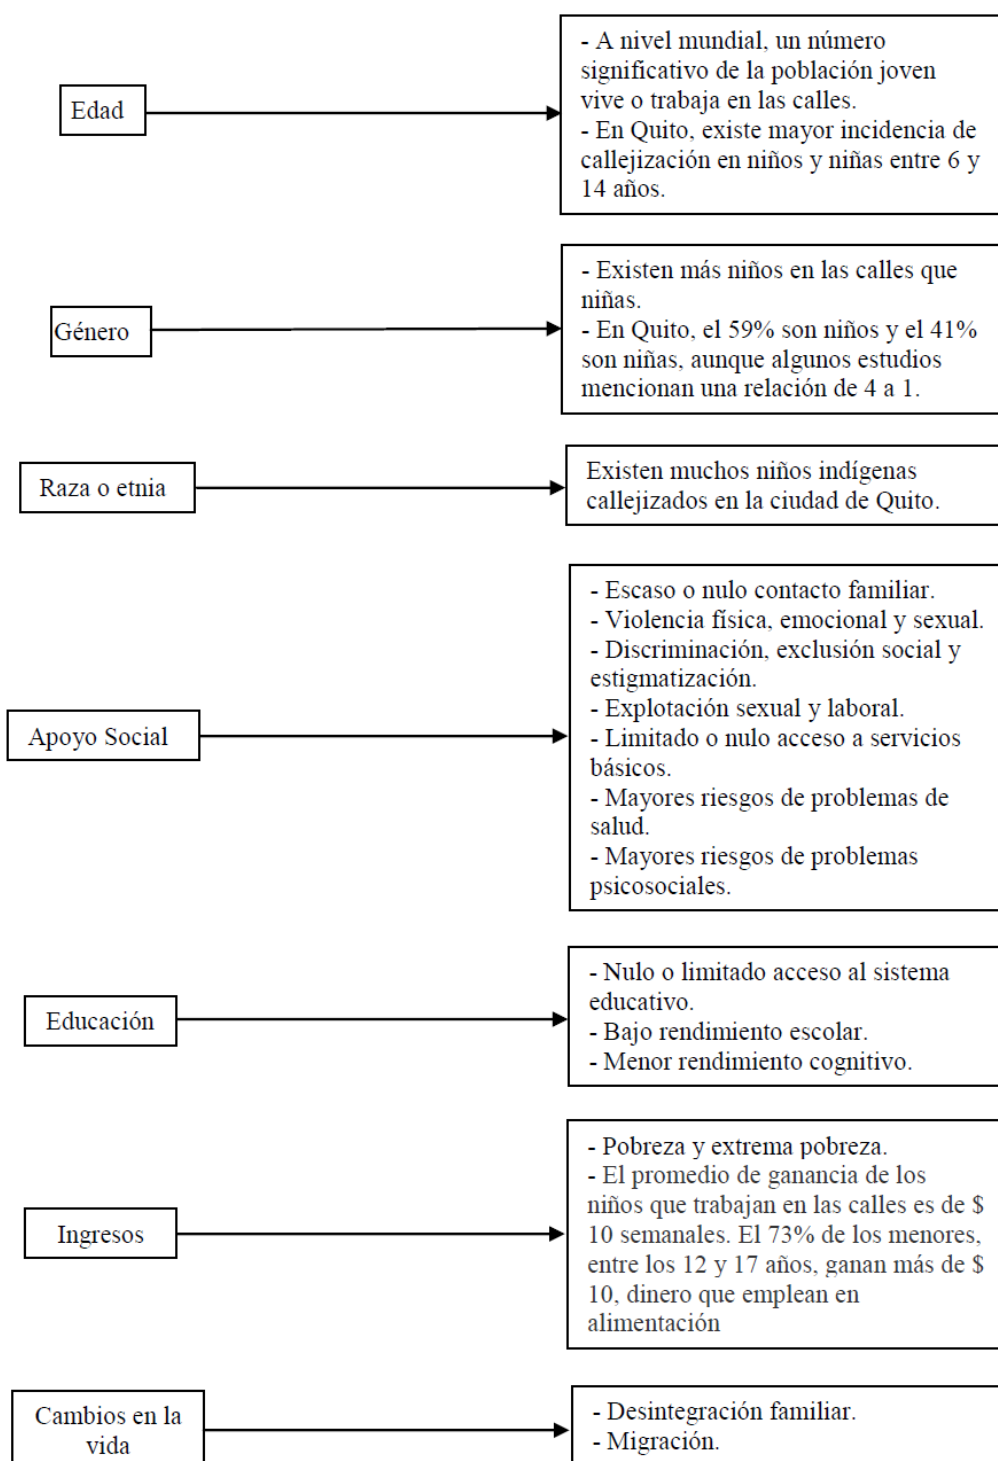 Edad
- A nivel mundial, un número
significativo de la población joven
vive o trabaja en las calles.
- En Quito, existe mayor incidencia de
callejización en niños y niñas entre 6 y
14 años.
Género
- Existen más niños en las calles que
niñas.
- En Quito, el 59% son niños y el 41%
son niñas, aunque algunos estudios
mencionan una relación de 4 a 1.
Raza o etnia
Existen muchos niños indígenas
callejizados en la ciudad de Quito.
Apoyo Social
- Escaso o nulo contacto familiar.
- Violencia física, emocional y sexual.
- Discriminación, exclusión social y
estigmatización.
- Explotación sexual y laboral.
- Limitado o nulo acceso a servicios
básicos.
- Mayores riesgos de problemas de
salud.
- Mayores riesgos de problemas
psicosociales.
Educación
- Nulo o limitado acceso al sistema
educativo.
- Bajo rendimiento escolar.
- Menor rendimiento cognitivo.
Ingresos
- Pobreza y extrema pobreza.
- El promedio de ganancia de los
niños que trabajan en las calles es de $
10 semanales. El 73% de los menores,
entre los 12 y 17 años, ganan más de $
10, dinero que emplean en
alimentación
Cambios en la
vida
- Desintegración familiar.
- Migración.